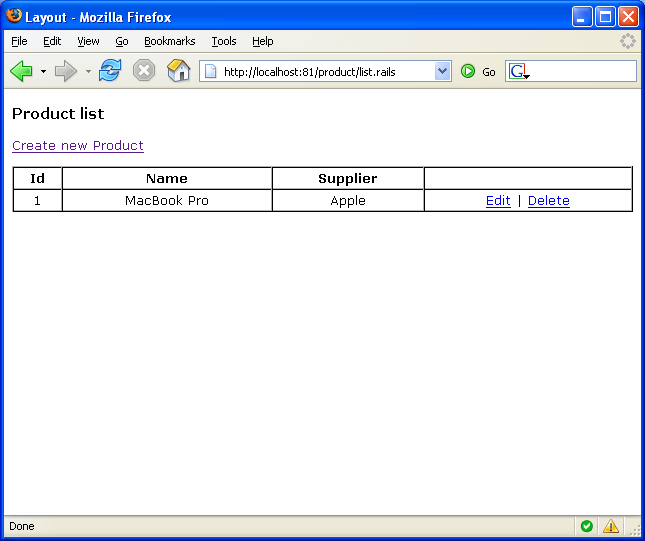 Layout - Mozilla Firefox
File Edit View Go Bookmarks Tools Help
http://localhost:81/product/list.rails Go G
Product list
Create new Product
Id Name Supplier
1 MacBook Pro Apple Edit | Delete
Done